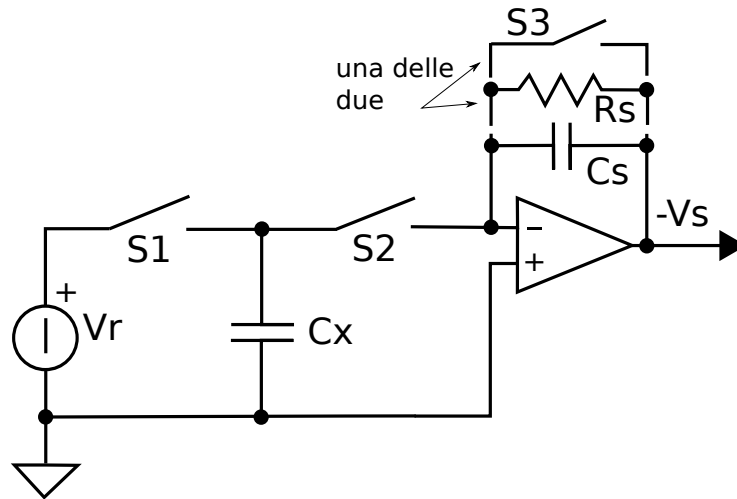 S3
una delle
due
Rs
Cs
-Vs
S1
S2
−
+
+
Vr
Cx